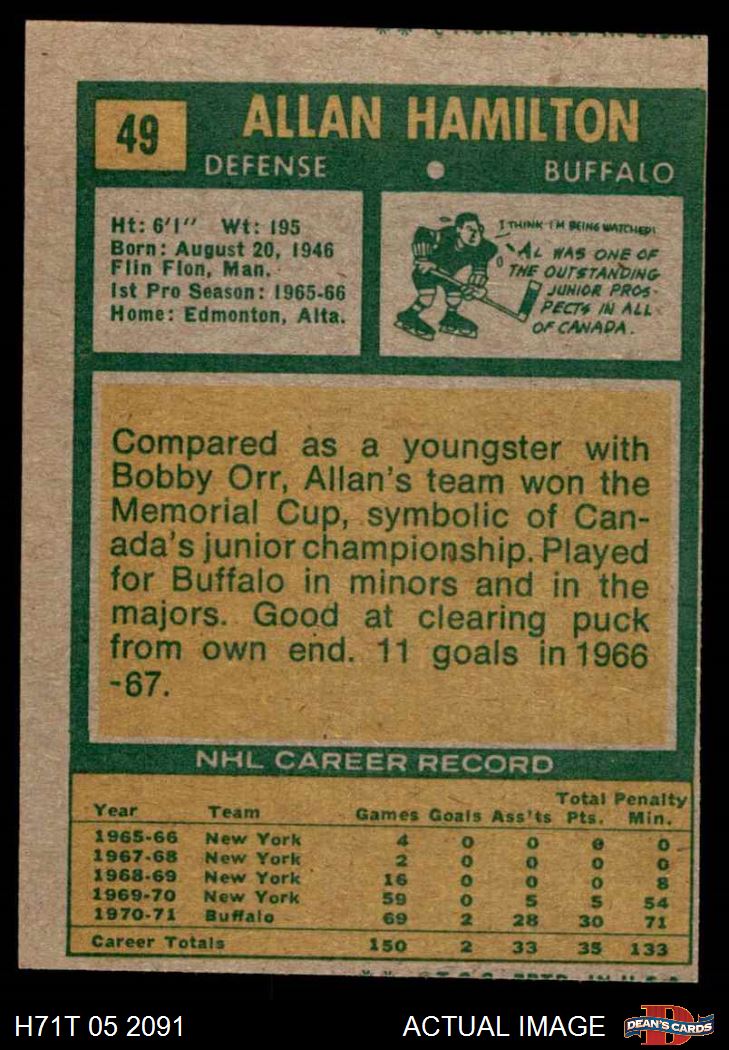 49
ALLAN HAMILTON
DEFENSE
BUFFALO
Ht: 6'1" Wt: 195
Born: August 20, 1946
Flin Flon, Man.
1st Pro Season: 1965-66
Home: Edmonton, Alta.
I THINK I'M BEING WATCHED!
AL WAS ONE OF
THE OUTSTANDING
JUNIOR PROS-
PECTS IN ALL
OF CANADA.
Compared as a youngster with
Bobby Orr, Allan's team won the
Memorial Cup, symbolic of Can-
ada's junior championship. Played
for Buffalo in minors and in the
majors. Good at clearing puck
from own end. 11 goals in 1966
-67.
NHL CAREER RECORD
Total Penalty
Year Team Games Goals Ass'ts Pts. Min.
1965-66 New York 4 0 0 0 0
1967-68 New York 2 0 0 0 0
1968-69 New York 16 0 0 0 8
1969-70 New York 59 0 5 5 54
1970-71 Buffalo 69 2 28 30 71
Career Totals 150 2 33 35 133
H71T 05 2091
ACTUAL IMAGE
DEAN'S CARDS